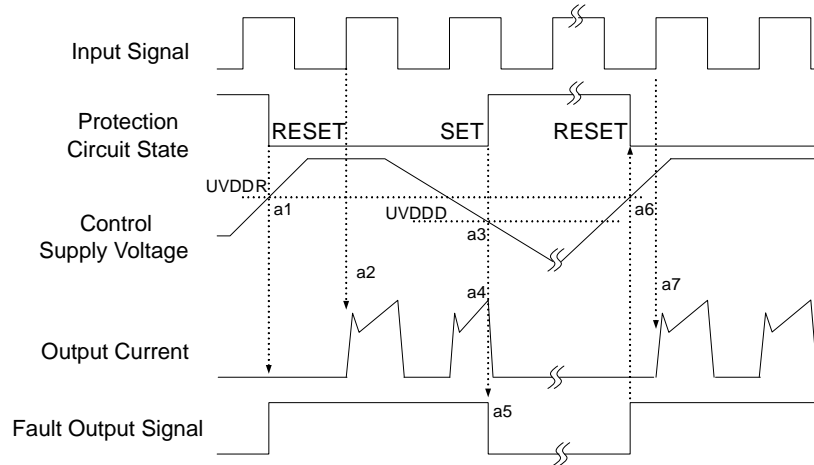 Input Signal
Protection
Circuit State
RESET
SET
RESET
UVDDR
a1
UVDDD
a3
a6
Control
Supply Voltage
a2
a4
a7
Output Current
a5
Fault Output Signal